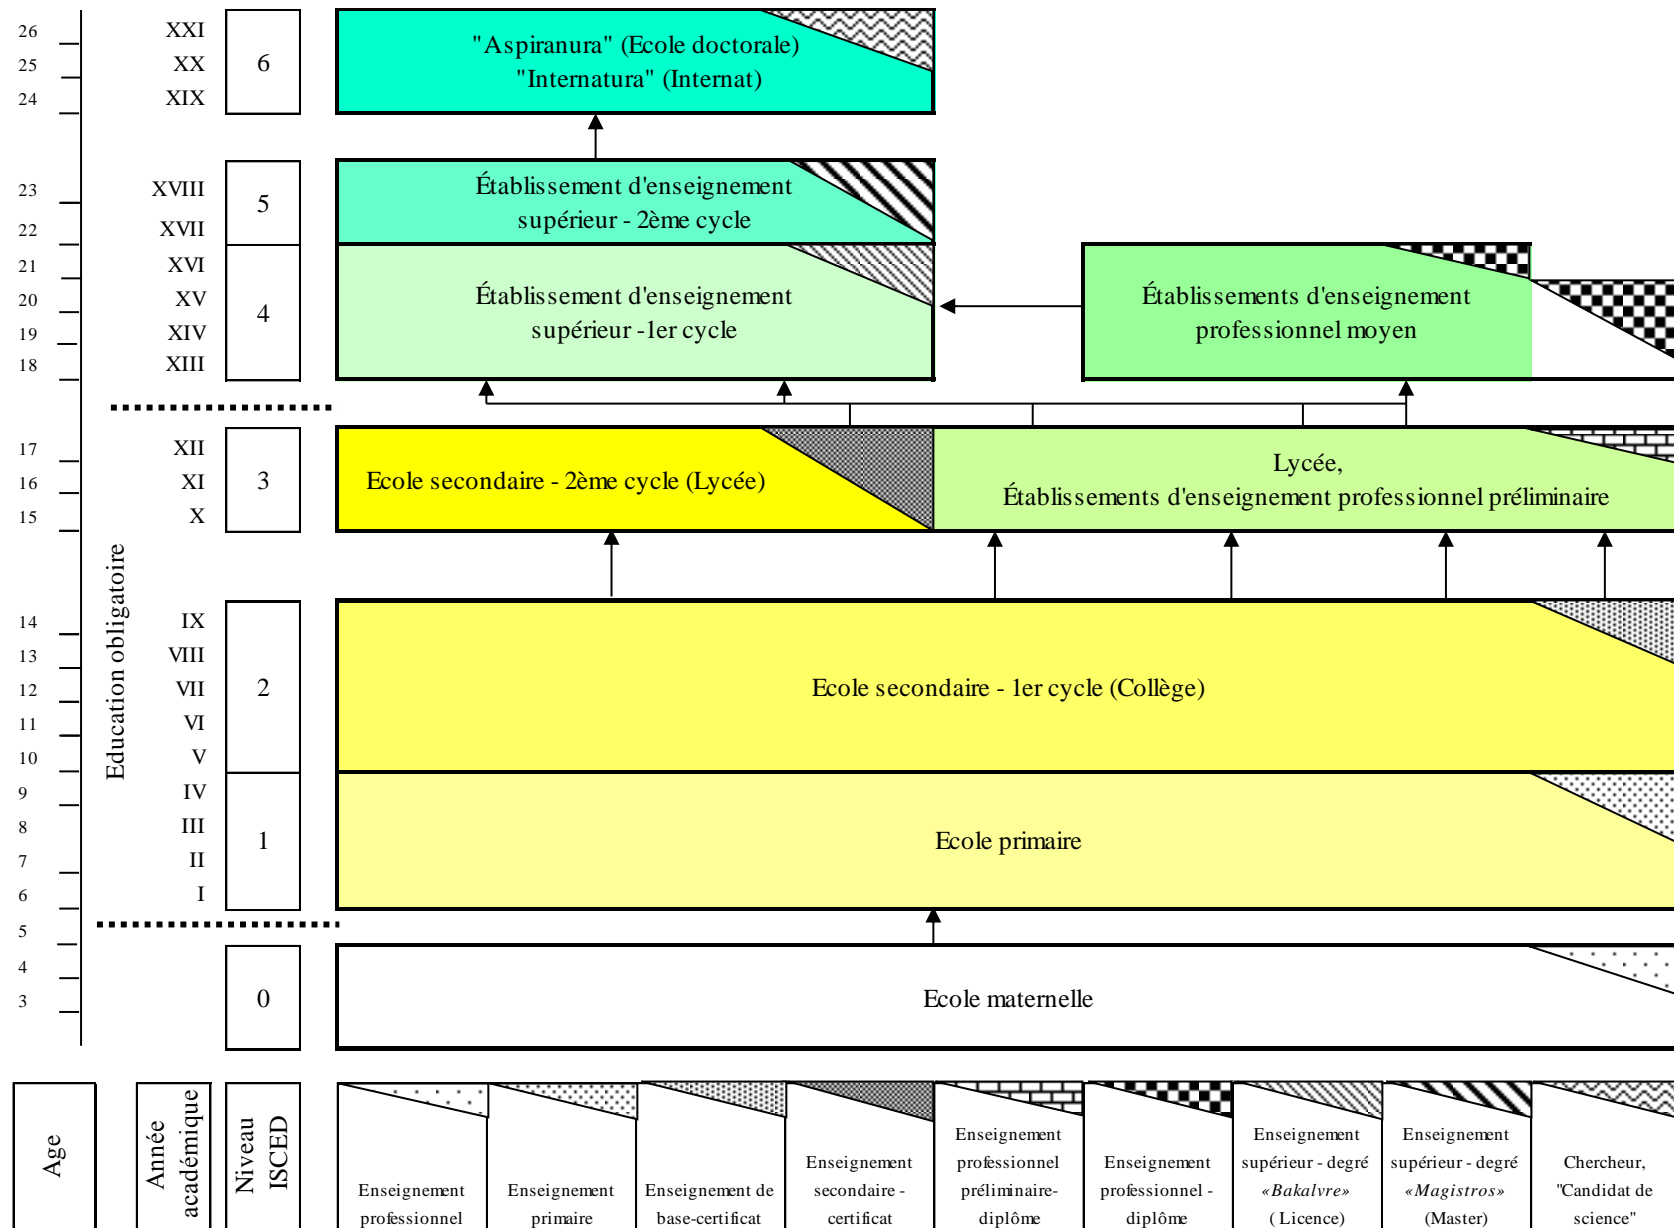 26 XXI
25 XX
24 XIX
6
"Aspiranura" (Ecole doctorale)
"Internatura" (Internat)
23 XVIII
22 XVII
5
Établissement d'enseignement
supérieur - 2ème cycle
21 XVI
20 XV
19 XIV
18 XIII
4
Établissement d'enseignement
supérieur -1er cycle
Établissements d'enseignement
professionnel moyen
17 XII
16 XI
15 X
3
Ecole secondaire - 2ème cycle (Lycée)
Lycée,
Établissements d'enseignement professionnel préliminaire
Education obligatoire
14 IX
13 VIII
12 VII
11 VI
10 V
2
Ecole secondaire - 1er cycle (Collège)
9 IV
8 III
7 II
6 I
1
Ecole primaire
5
4
3
0
Ecole maternelle
Age
Année
académique
Niveau
ISCED
Enseignement
professionnel
Enseignement
primaire
Enseignement de
base-certificat
Enseignement
secondaire -
certificat
Enseignement
professionnel
préliminaire-
diplôme
Enseignement
professionnel -
diplôme
Enseignement
supérieur - degré
«Bakalvre»
( Licence)
Enseignement
supérieur - degré
«Magistros»
(Master)
Chercheur,
"Candidat de
science"